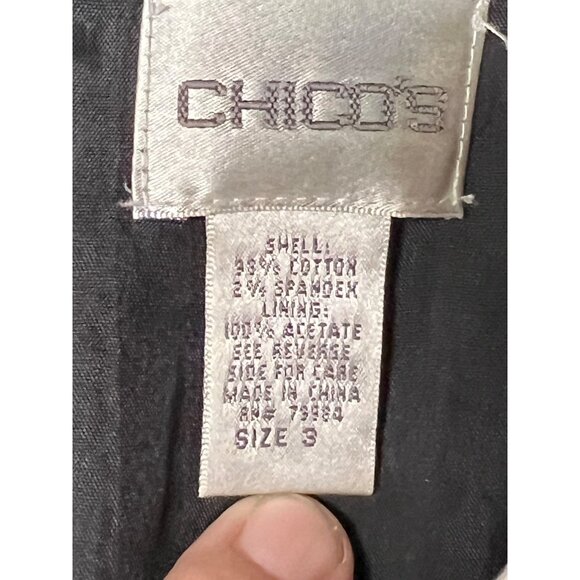 CHICO'S
SHELL:
98% COTTON
2% SPANDEX
LINING:
100% ACETATE
SEE REVERSE
SIDE FOR CARE
MADE IN CHINA
RN# 79984
SIZE 3